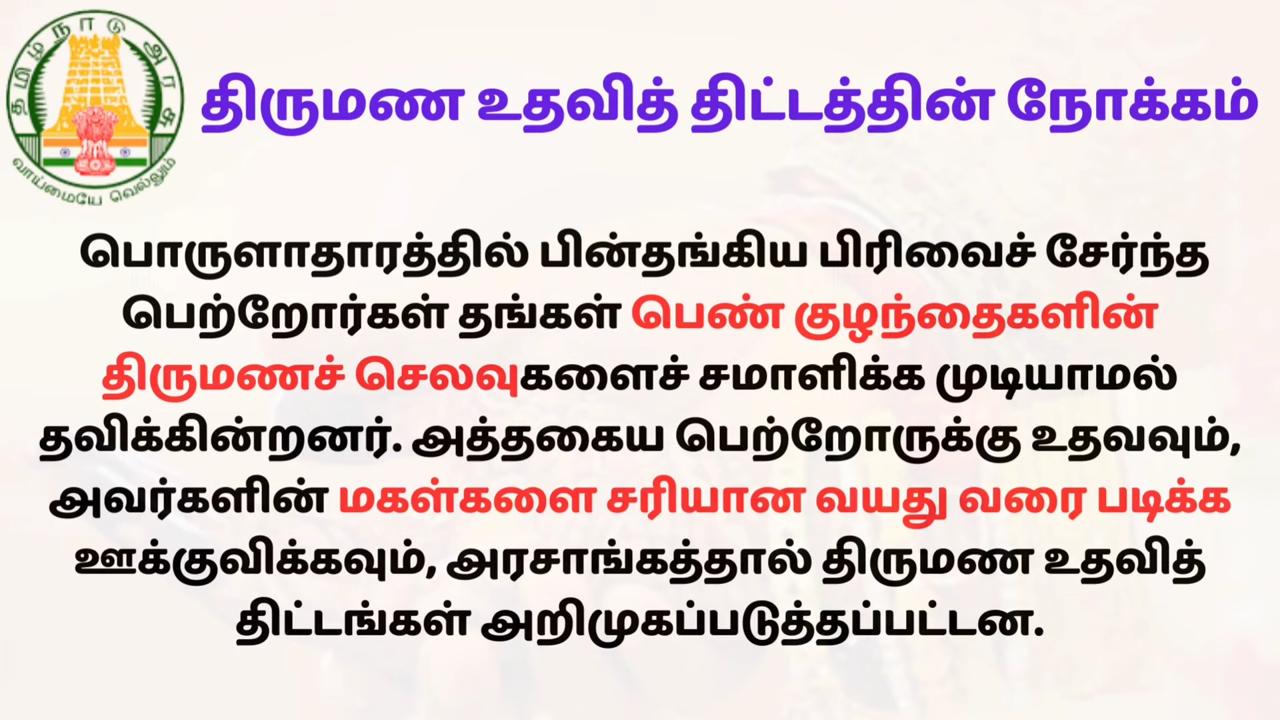 தமிழ்நாடு அரசு
வாய்மையே வெல்லும்
திருமண உதவித் திட்டத்தின் நோக்கம்
பொருளாதாரத்தில் பின்தங்கிய பிரிவைச் சேர்ந்த
பெற்றோர்கள் தங்கள் பெண் குழந்தைகளின்
திருமணச் செலவுகளைச் சமாளிக்க முடியாமல்
தவிக்கின்றனர். அத்தகைய பெற்றோருக்கு உதவவும்,
அவர்களின் மகள்களை சரியான வயது வரை படிக்க
ஊக்குவிக்கவும், அரசாங்கத்தால் திருமண உதவித்
திட்டங்கள் அறிமுகப்படுத்தப்பட்டன.